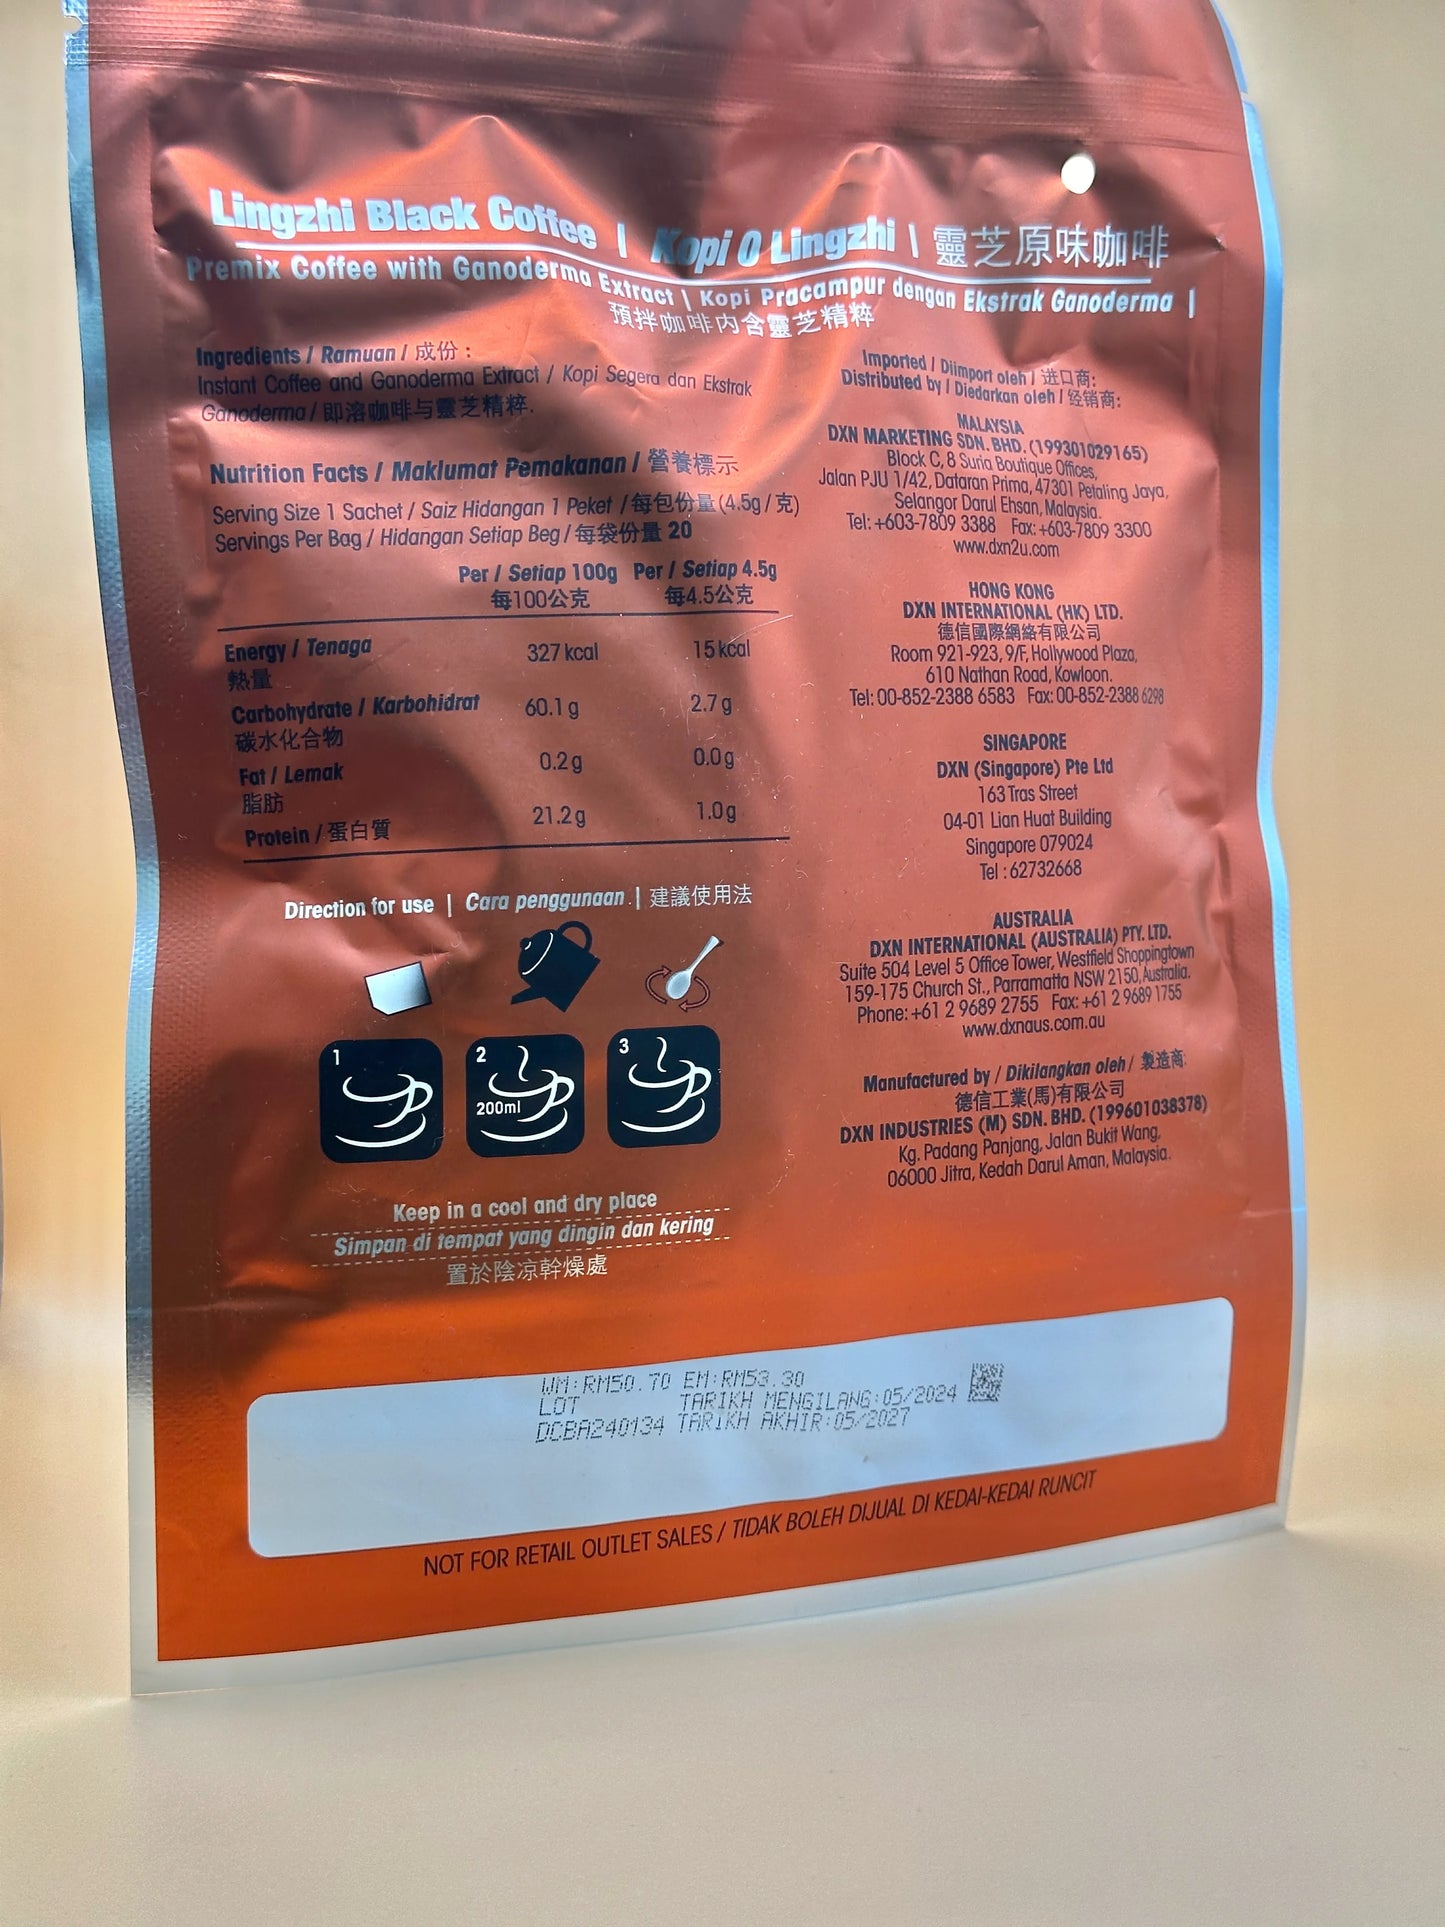 Lingzhi Black Coffee | Kopi O Lingzhi | 靈芝原味咖啡
Premix Coffee with Ganoderma Extract | Kopi Pracampur dengan Ekstrak Ganoderma |
預拌咖啡内含靈芝精粹
Ingredients / Ramuan / 成份 :
Instant Coffee and Ganoderma Extract / Kopi Segera dan Ekstrak
Ganoderma / 即溶咖啡与靈芝精粹.
Nutrition Facts / Maklumat Pemakanan / 營養標示
Serving Size 1 Sachet / Saiz Hidangan 1 Peket / 每包份量 (4.5g / 克)
Servings Per Bag / Hidangan Setiap Beg / 每袋份量 20
Per / Setiap 100g Per / Setiap 4.5g
每100公克 每4.5公克
Energy / Tenaga 327 kcal 15 kcal
熱量
Carbohydrate / Karbohidrat 60.1 g 2.7 g
碳水化合物
Fat / Lemak 0.2 g 0.0 g
脂肪
Protein / 蛋白質 21.2 g 1.0 g
Direction for use | Cara penggunaan . | 建議使用法
1
2
200ml
3
Keep in a cool and dry place
Simpan di tempat yang dingin dan kering
置於陰凉幹燥處
Imported / Diimport oleh / 进口商:
Distributed by / Diedarkan oleh / 经销商:
MALAYSIA
DXN MARKETING SDN. BHD. (199301029165)
Block C, 8 Suria Boutique Offices,
Jalan PJU 1/42, Dataran Prima, 47301 Petaling Jaya,
Selangor Darul Ehsan, Malaysia.
Tel: +603-7809 3388 Fax: +603-7809 3300
www.dxn2u.com
HONG KONG
DXN INTERNATIONAL (HK) LTD.
德信國際網絡有限公司
Room 921-923, 9/F, Hollywood Plaza,
610 Nathan Road, Kowloon.
Tel: 00-852-2388 6583 Fax: 00-852-2388 6298
SINGAPORE
DXN (Singapore) Pte Ltd
163 Tras Street
04-01 Lian Huat Building
Singapore 079024
Tel : 62732668
AUSTRALIA
DXN INTERNATIONAL (AUSTRALIA) PTY. LTD.
Suite 504 Level 5 Office Tower, Westfield Shoppingtown
159-175 Church St., Parramatta NSW 2150, Australia.
Phone: +61 2 9689 2755 Fax: +61 2 9689 1755
www.dxnaus.com.au
Manufactured by / Dikilangkan oleh / 製造商:
德信工業(馬)有限公司
DXN INDUSTRIES (M) SDN. BHD. (199601038378)
Kg. Padang Panjang, Jalan Bukit Wang,
06000 Jitra, Kedah Darul Aman, Malaysia.
WM:RM50.70 EM:RM53.30
LOT TARIKH MENGILANG:05/2024
DCBA240134 TARIKH AKHIR:05/2027
NOT FOR RETAIL OUTLET SALES / TIDAK BOLEH DIJUAL DI KEDAI-KEDAI RUNCIT